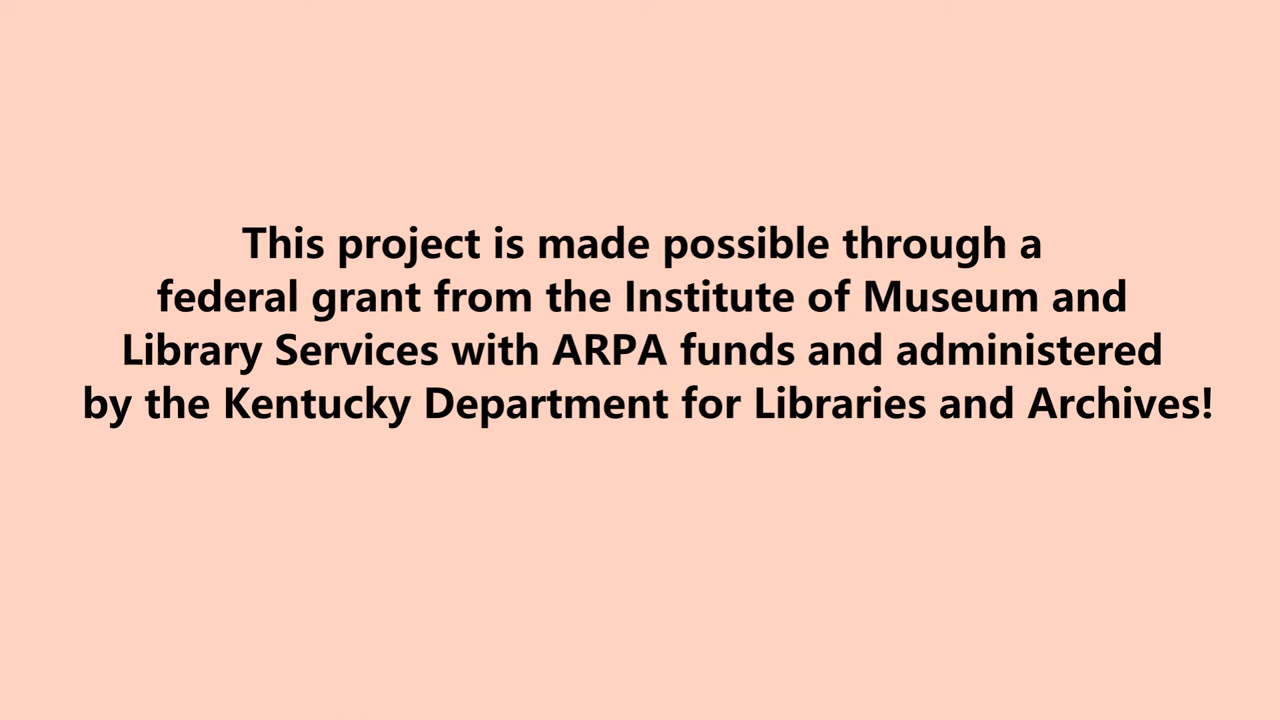 This project is made possible through a
federal grant from the Institute of Museum and
Library Services with ARPA funds and administered
by the Kentucky Department for Libraries and Archives!